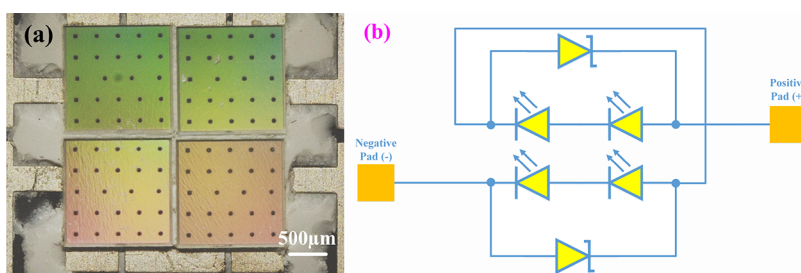 (a)
500μm
(b)
Positive
Pad (+)
Negative
Pad (-)